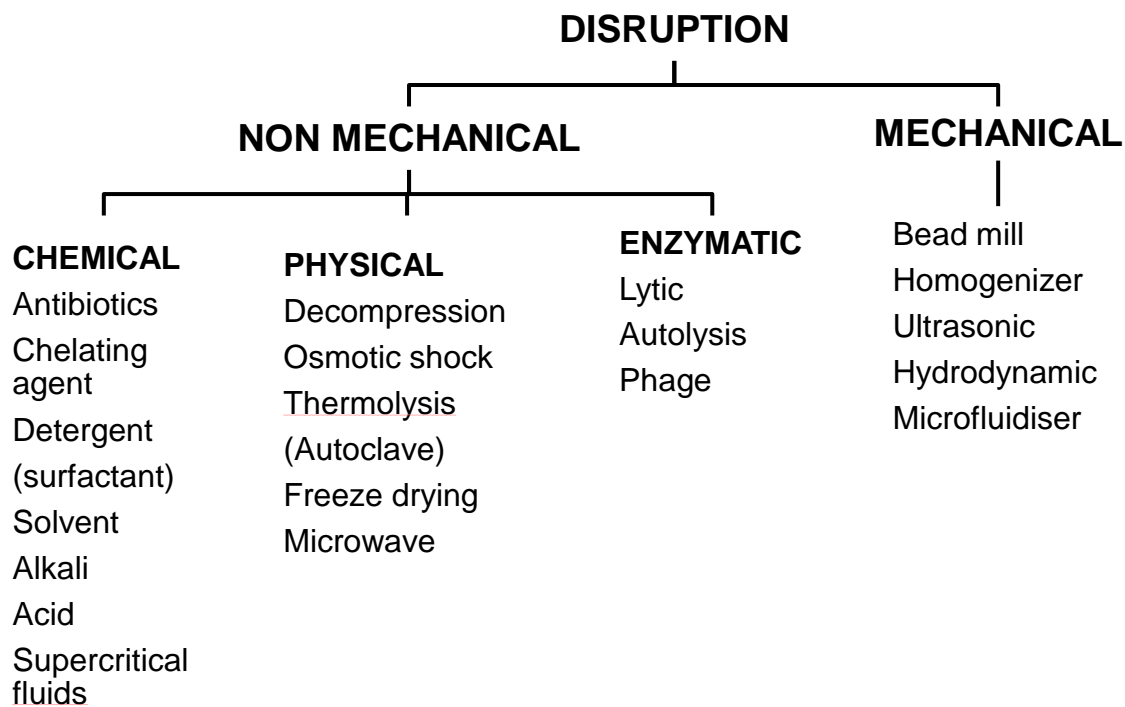 DISRUPTION
NON MECHANICAL
MECHANICAL
CHEMICAL
Antibiotics
Chelating
agent
Detergent
(surfactant)
Solvent
Alkali
Acid
Supercritical
fluids
PHYSICAL
Decompression
Osmotic shock
Thermolysis
(Autoclave)
Freeze drying
Microwave
ENZYMATIC
Lytic
Autolysis
Phage
Bead mill
Homogenizer
Ultrasonic
Hydrodynamic
Microfluidiser